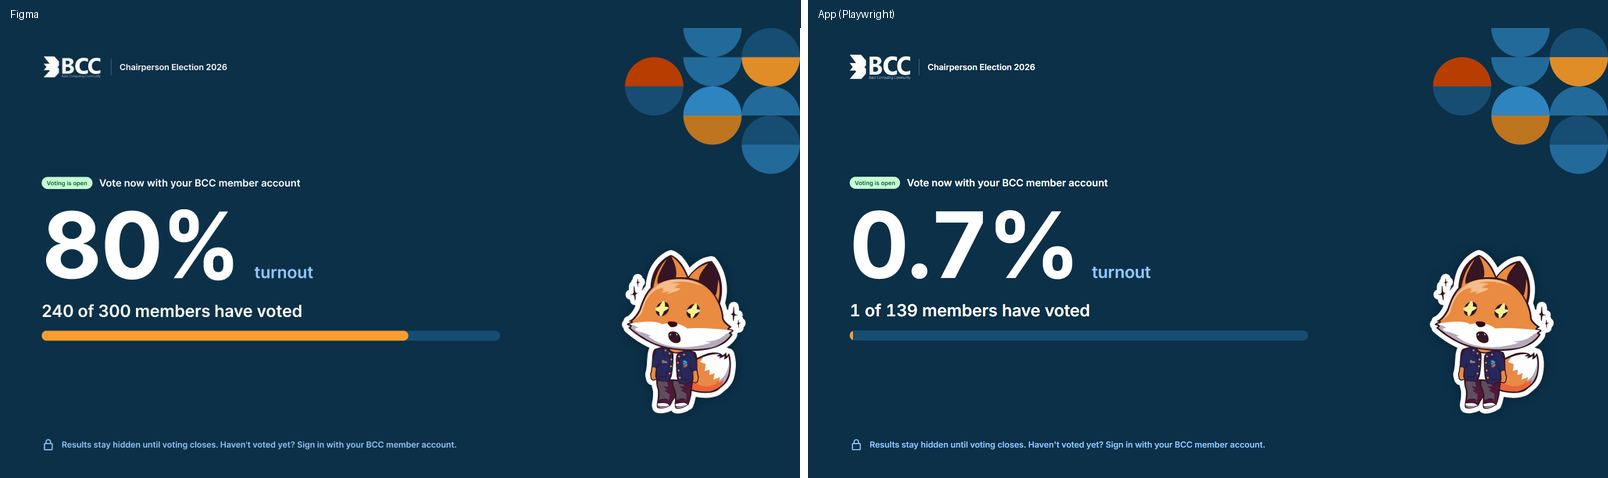 Figma
BCC
Chairperson Election 2026
Voting is open
Vote now with your BCC member account
80%
turnout
240 of 300 members have voted
Results stay hidden until voting closes. Haven't voted yet? Sign in with your BCC member account.
App (Playwright)
BCC
Basic Computing Community
Chairperson Election 2026
Voting is open
Vote now with your BCC member account
0.7%
turnout
1 of 139 members have voted
Results stay hidden until voting closes. Haven't voted yet? Sign in with your BCC member account.